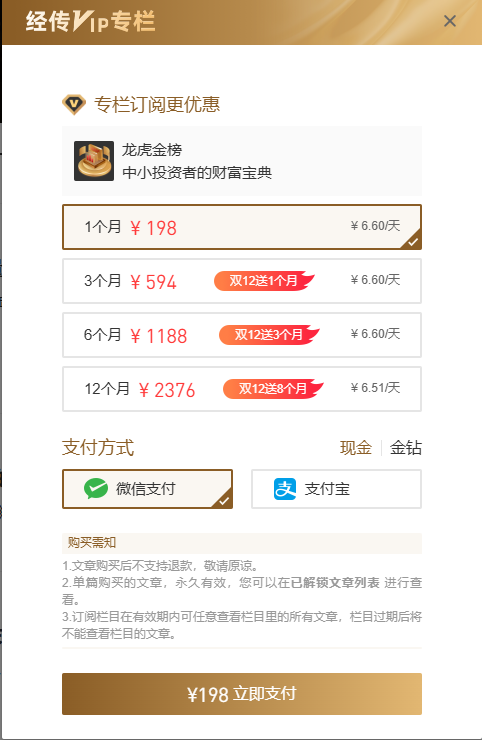 经传VIP专栏
专栏订阅更优惠
龙虎金榜
中小投资者的财富宝典
1个月 ¥ 198 ¥ 6.60/天
3个月 ¥ 594 双12送1个月 ¥ 6.60/天
6个月 ¥ 1188 双12送3个月 ¥ 6.60/天
12个月 ¥ 2376 双12送8个月 ¥ 6.51/天
支付方式 现金 金钻
微信支付 支付宝
购买需知
1.文章购买后不支持退款，敬请原谅。
2.单篇购买的文章，永久有效，您可以在已解锁文章列表 进行查
看。
3.订阅栏目在有效期内可任意查看栏目里的所有文章，栏目过期后将
不能查看栏目的文章。
¥198 立即支付